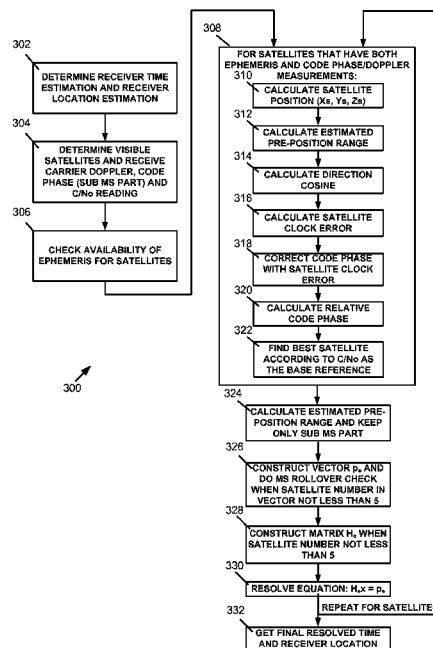 302
DETERMINE RECEIVER TIME
ESTIMATION AND RECEIVER
LOCATION ESTIMATION
304
DETERMINE VISIBLE
SATELLITES AND RECEIVE
CARRIER DOPPLER, CODE
PHASE (SUB MS PART) AND
C/No READING
306
CHECK AVAILABILITY OF
EPHEMERIS FOR SATELLITES
300
308
FOR SATELLITES THAT HAVE BOTH
EPHEMERIS AND CODE PHASE/DOPPLER
MEASUREMENTS:
310
CALCULATE SATELLITE
POSITION (Xs, Ys, Zs)
312
CALCULATE ESTIMATED
PRE-POSITION RANGE
314
CALCULATE DIRECTION
COSINE
316
CALCULATE SATELLITE
CLOCK ERROR
318
CORRECT CODE PHASE
WITH SATELLITE CLOCK
ERROR
320
CALCULATE RELATIVE
CODE PHASE
322
FIND BEST SATELLITE
ACCORDING TO C/No AS
THE BASE REFERENCE
324
CALCULATE ESTIMATED PRE-
POSITION RANGE AND KEEP
ONLY SUB MS PART
326
CONSTRUCT VECTOR
AND
DO MS ROLLOVER CHECK
WHEN SATELLITE NUMBER IN
VECTOR NOT LESS THAN 5
328
CONSTRUCT MATRIX
WHEN
SATELLITE NUMBER NOT LESS
THAN 5
330
RESOLVE EQUATION:
REPEAT FOR SATELLITE
332
GET FINAL RESOLVED TIME
AND RECEIVER LOCATION